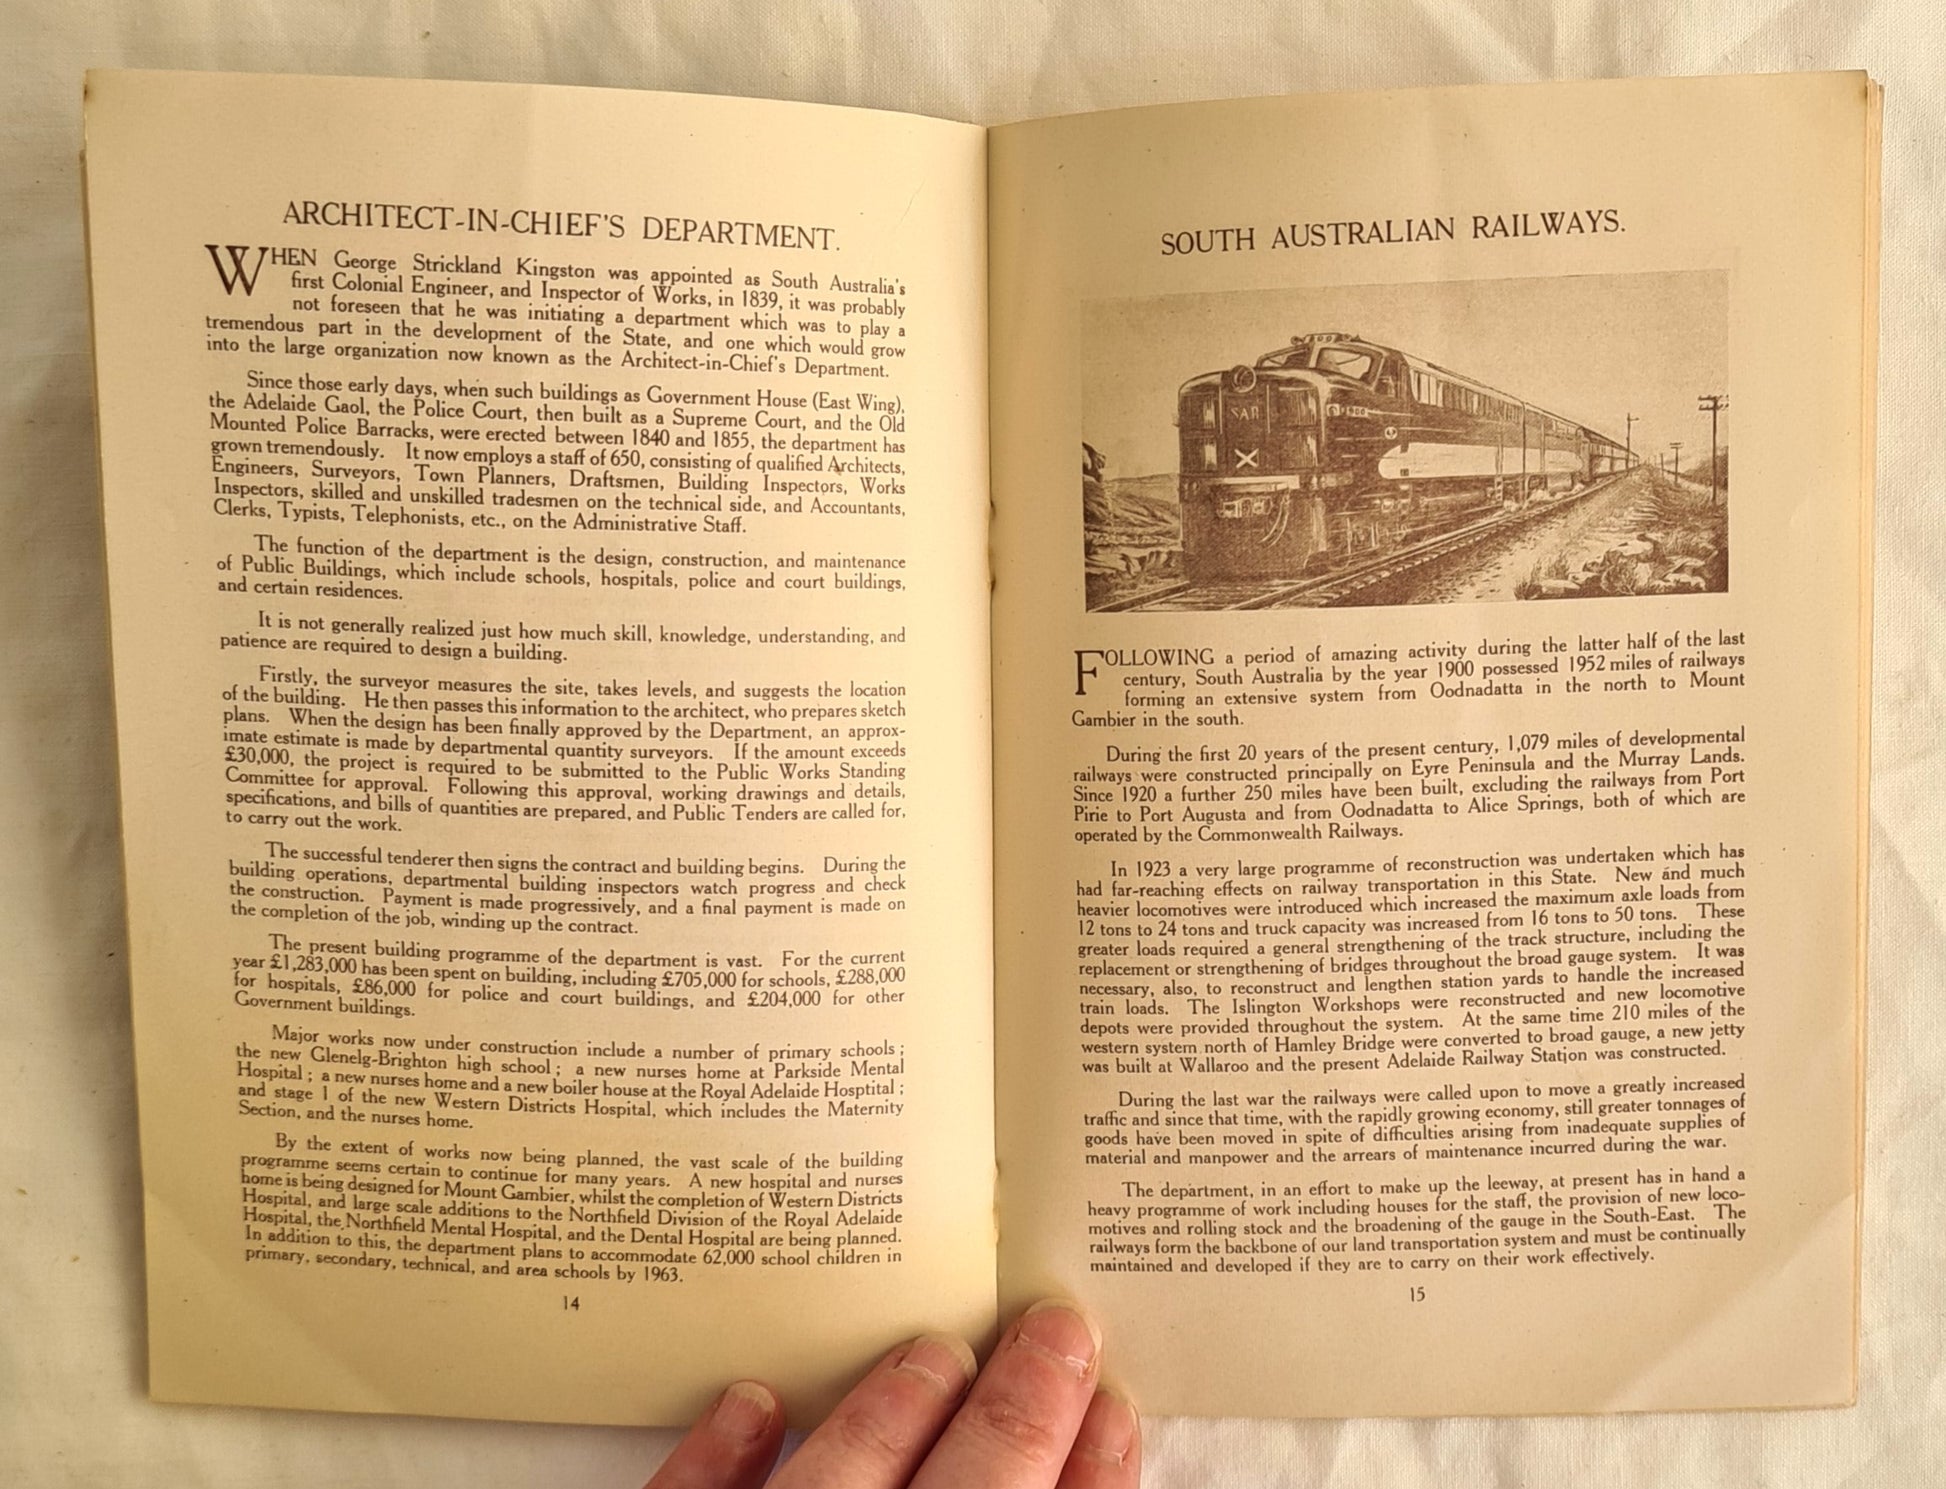 ARCHITECT-IN-CHIEF'S DEPARTMENT.
WHEN George Strickland Kingston was appointed as South Australia's
first Colonial Engineer, and Inspector of Works, in 1839, it was probably
not foreseen that he was initiating a department which was to play a
tremendous part in the development of the State, and one which would grow
into the large organization now known as the Architect-in-Chief's Department.
Since those early days, when such buildings as Government House (East Wing),
the Adelaide Gaol, the Police Court, then built as a Supreme Court, and the Old
Mounted Police Barracks, were erected between 1840 and 1855, the department has
grown tremendously. It now employs a staff of 650, consisting of qualified Architects,
Engineers, Surveyors, Town Planners, Draftsmen, Building Inspectors, Works
Inspectors, skilled and unskilled tradesmen on the technical side, and Accountants,
Clerks, Typists, Telephonists, etc., on the Administrative Staff.
The function of the department is the design, construction, and maintenance
of Public Buildings, which include schools, hospitals, police and court buildings,
and certain residences.
It is not generally realized just how much skill, knowledge, understanding, and
patience are required to design a building.
Firstly, the surveyor measures the site, takes levels, and suggests the location
of the building. He then passes this information to the architect, who prepares sketch
plans. When the design has been finally approved by the Department, an approx-
imate estimate is made by departmental quantity surveyors. If the amount exceeds
£30,000, the project is required to be submitted to the Public Works Standing
Committee for approval. Following this approval, working drawings and details,
specifications, and bills of quantities are prepared, and Public Tenders are called for,
to carry out the work.
The successful tenderer then signs the contract and building begins. During the
building operations, departmental building inspectors watch progress and check
the construction. Payment is made progressively, and a final payment is made on
the completion of the job, winding up the contract.
The present building programme of the department is vast. For the current
year £1,283,000 has been spent on building, including £705,000 for schools, £288,000
for hospitals, £86,000 for police and court buildings, and £204,000 for other
Government buildings.
Major works now under construction include a number of primary schools;
the new Glenelg-Brighton high school; a new nurses home at Parkside Mental
Hospital; a new nurses home and a new boiler house at the Royal Adelaide Hosptital;
and stage 1 of the new Western Districts Hospital, which includes the Maternity
Section, and the nurses home.
By the extent of works now being planned, the vast scale of the building
programme seems certain to continue for many years. A new hospital and nurses
home is being designed for Mount Gambier, whilst the completion of Western Districts
Hospital, and large scale additions to the Northfield Division of the Royal Adelaide
Hospital, the Northfield Mental Hospital, and the Dental Hospital are being planned.
In addition to this, the department plans to accommodate 62,000 school children in
primary, secondary, technical, and area schools by 1963.
14
SOUTH AUSTRALIAN RAILWAYS.
900
SAR
900
FOLLOWING a period of amazing activity during the latter half of the last
century, South Australia by the year 1900 possessed 1952 miles of railways
forming an extensive system from Oodnadatta in the north to Mount
Gambier in the south.
During the first 20 years of the present century, 1,079 miles of developmental
railways were constructed principally on Eyre Peninsula and the Murray Lands.
Since 1920 a further 250 miles have been built, excluding the railways from Port
Pirie to Port Augusta and from Oodnadatta to Alice Springs, both of which are
operated by the Commonwealth Railways.
In 1923 a very large programme of reconstruction was undertaken which has
had far-reaching effects on railway transportation in this State. New and much
heavier locomotives were introduced which increased the maximum axle loads from
12 tons to 24 tons and truck capacity was increased from 16 tons to 50 tons. These
greater loads required a general strengthening of the track structure, including the
replacement or strengthening of bridges throughout the broad gauge system. It was
necessary, also, to reconstruct and lengthen station yards to handle the increased
train loads. The Islington Workshops were reconstructed and new locomotive
depots were provided throughout the system. At the same time 210 miles of the
western system north of Hamley Bridge were converted to broad gauge, a new jetty
was built at Wallaroo and the present Adelaide Railway Station was constructed.
During the last war the railways were called upon to move a greatly increased
traffic and since that time, with the rapidly growing economy, still greater tonnages of
goods have been moved in spite of difficulties arising from inadequate supplies of
material and manpower and the arrears of maintenance incurred during the war.
The department, in an effort to make up the leeway, at present has in hand a
heavy programme of work including houses for the staff, the provision of new loco-
motives and rolling stock and the broadening of the gauge in the South-East. The
railways form the backbone of our land transportation system and must be continually
maintained and developed if they are to carry on their work effectively.
15